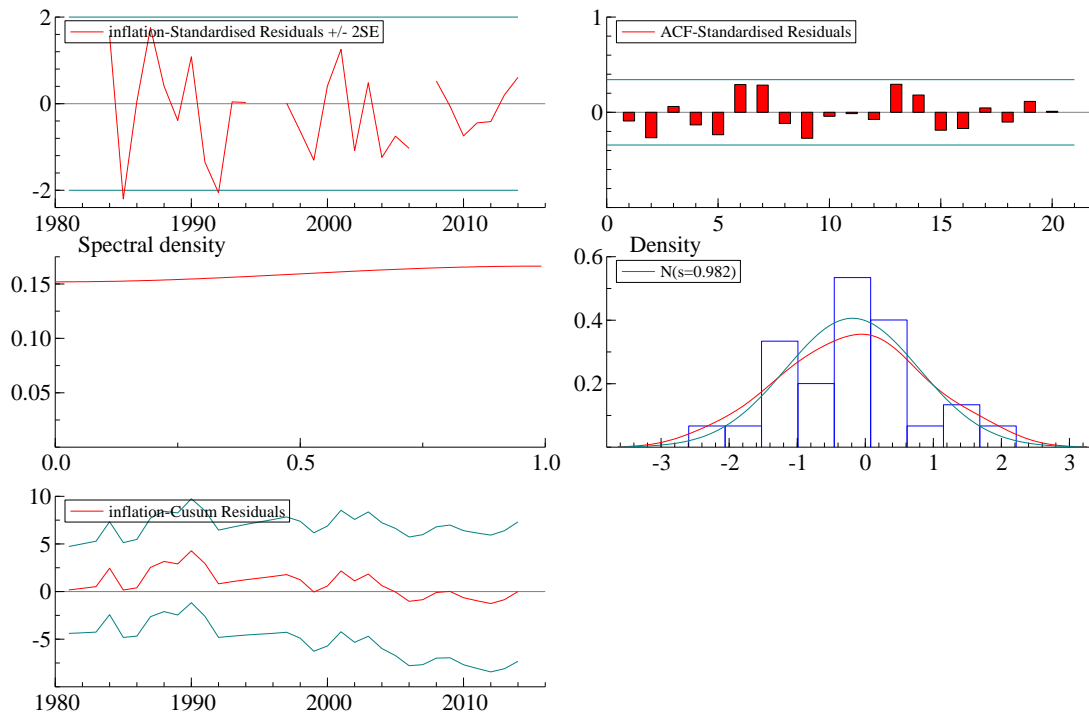 2
inflation-Standardised Residuals +/- 2SE
0
-2
1980 1990 2000 2010
1
ACF-Standardised Residuals
0
0 5 10 15 20
Spectral density
0.15
0.10
0.05
0.0 0.5 1.0
Density
0.6
N(s=0.982)
0.4
0.2
-3 -2 -1 0 1 2 3
10
inflation-Cusum Residuals
5
0
-5
1980 1990 2000 2010